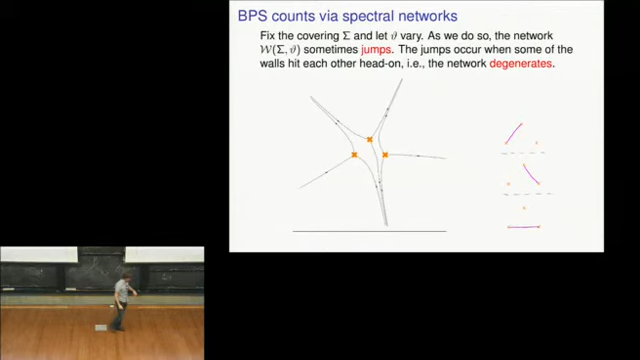 BPS counts via spectral networks
Fix the covering Σ and let ϑ vary. As we do so, the network
W(Σ, ϑ) sometimes jumps. The jumps occur when some of the
walls hit each other head-on, i.e., the network degenerates.